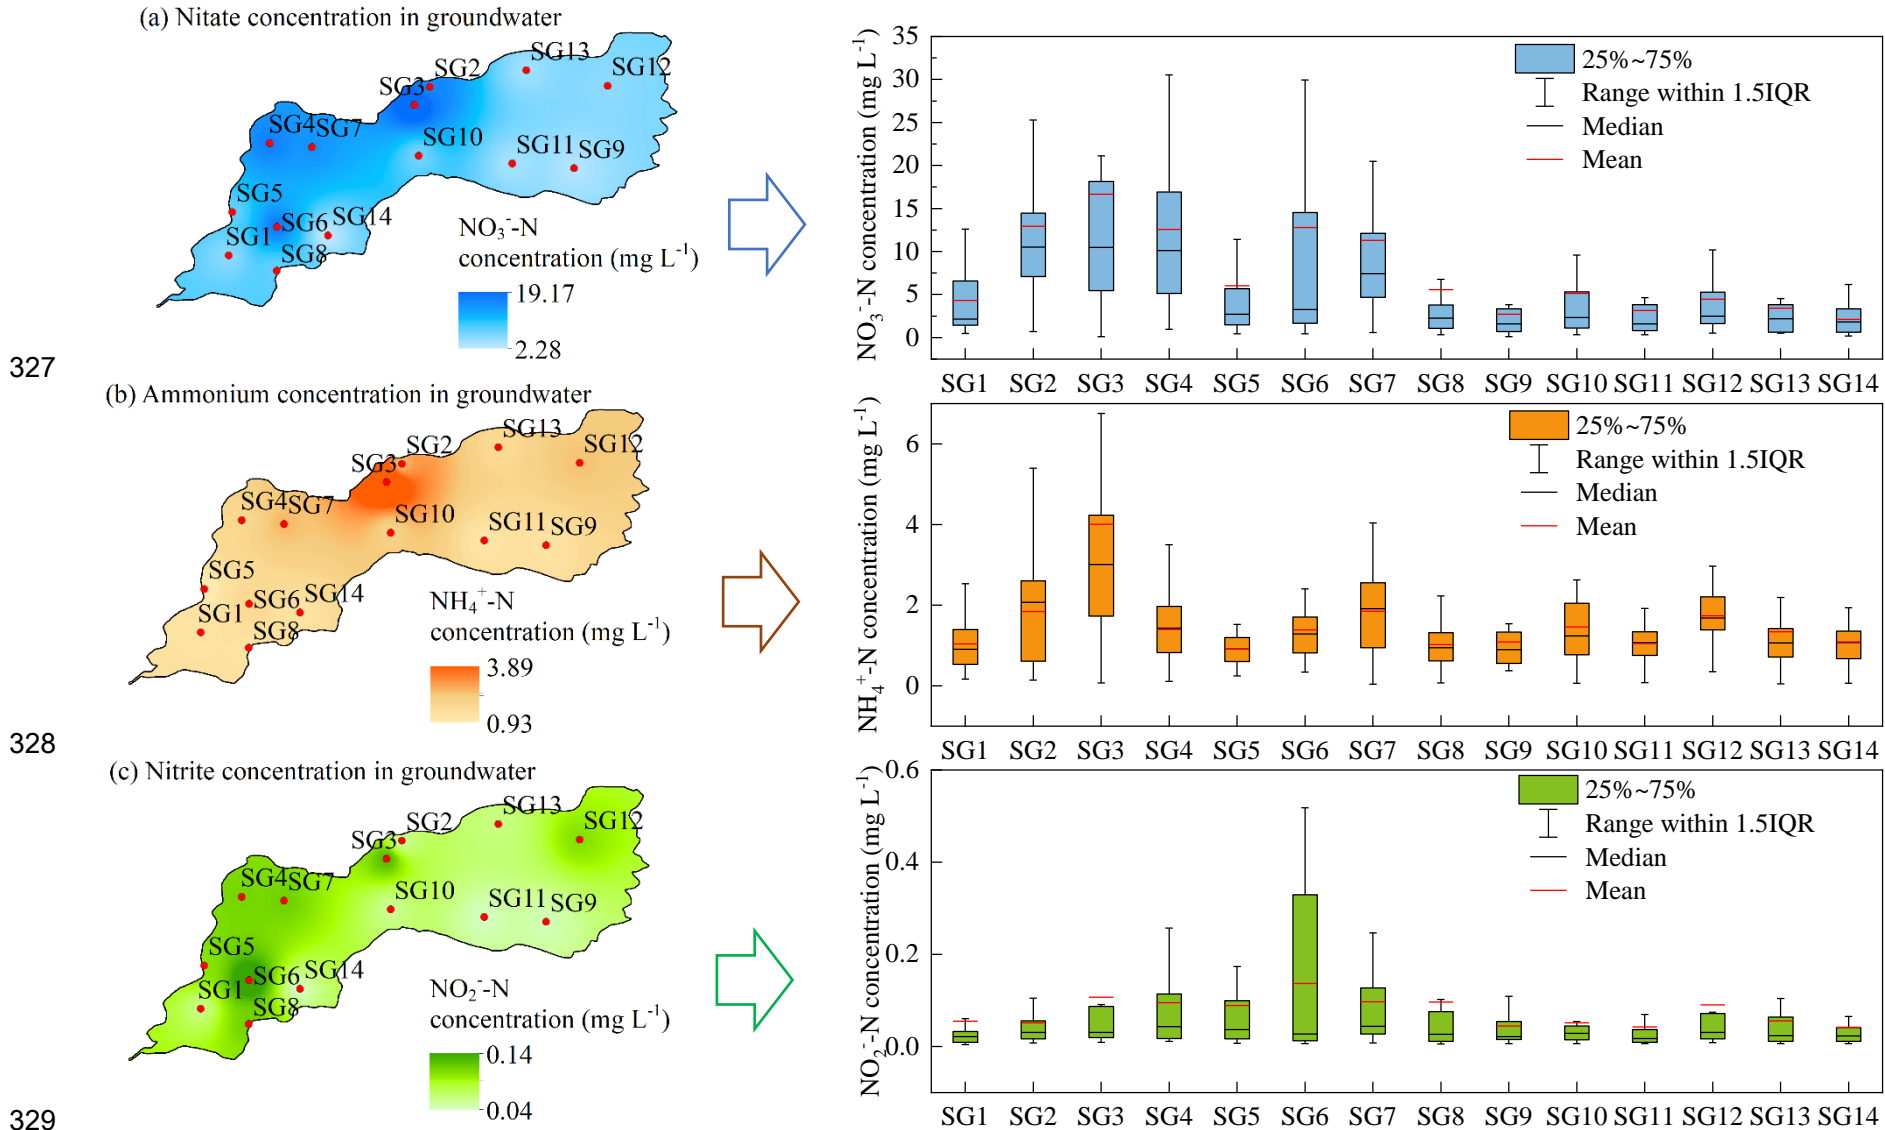 (a) Nitate concentration in groundwater
SG13
SG2
SG12
SG3
SG4 SG7
SG10
SG11 SG9
SG5
SG6 SG14
SG1
SG8
NO₃⁻-N
concentration (mg L⁻¹)
19.17
2.28
327
NO₃⁻-N concentration (mg L⁻¹)
35
30
25
20
15
10
5
0
25%~75%
Range within 1.5IQR
Median
Mean
SG1 SG2 SG3 SG4 SG5 SG6 SG7 SG8 SG9 SG10 SG11 SG12 SG13 SG14
(b) Ammonium concentration in groundwater
SG13
SG2
SG12
SG3
SG4 SG7
SG10
SG11 SG9
SG5
SG6 SG14
SG1
SG8
NH₄⁺-N
concentration (mg L⁻¹)
3.89
0.93
328
NH₄⁺-N concentration (mg L⁻¹)
6
4
2
0
25%~75%
Range within 1.5IQR
Median
Mean
SG1 SG2 SG3 SG4 SG5 SG6 SG7 SG8 SG9 SG10 SG11 SG12 SG13 SG14
(c) Nitrite concentration in groundwater
SG13
SG2
SG12
SG3
SG4 SG7
SG10
SG11 SG9
SG5
SG6 SG14
SG1
SG8
NO₂⁻-N
concentration (mg L⁻¹)
0.14
0.04
329
NO₂⁻-N concentration (mg L⁻¹)
0.6
0.4
0.2
0.0
25%~75%
Range within 1.5IQR
Median
Mean
SG1 SG2 SG3 SG4 SG5 SG6 SG7 SG8 SG9 SG10 SG11 SG12 SG13 SG14